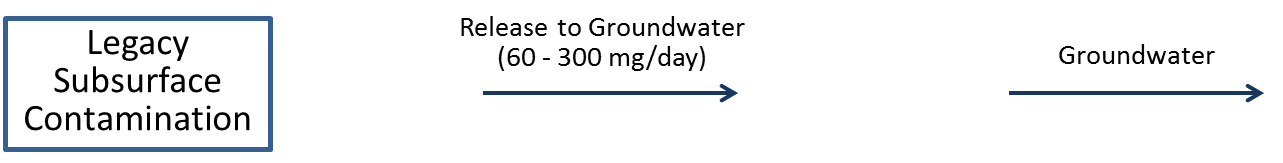 Legacy
Subsurface
Contamination
Release to Groundwater
(60 - 300 mg/day)
Groundwater